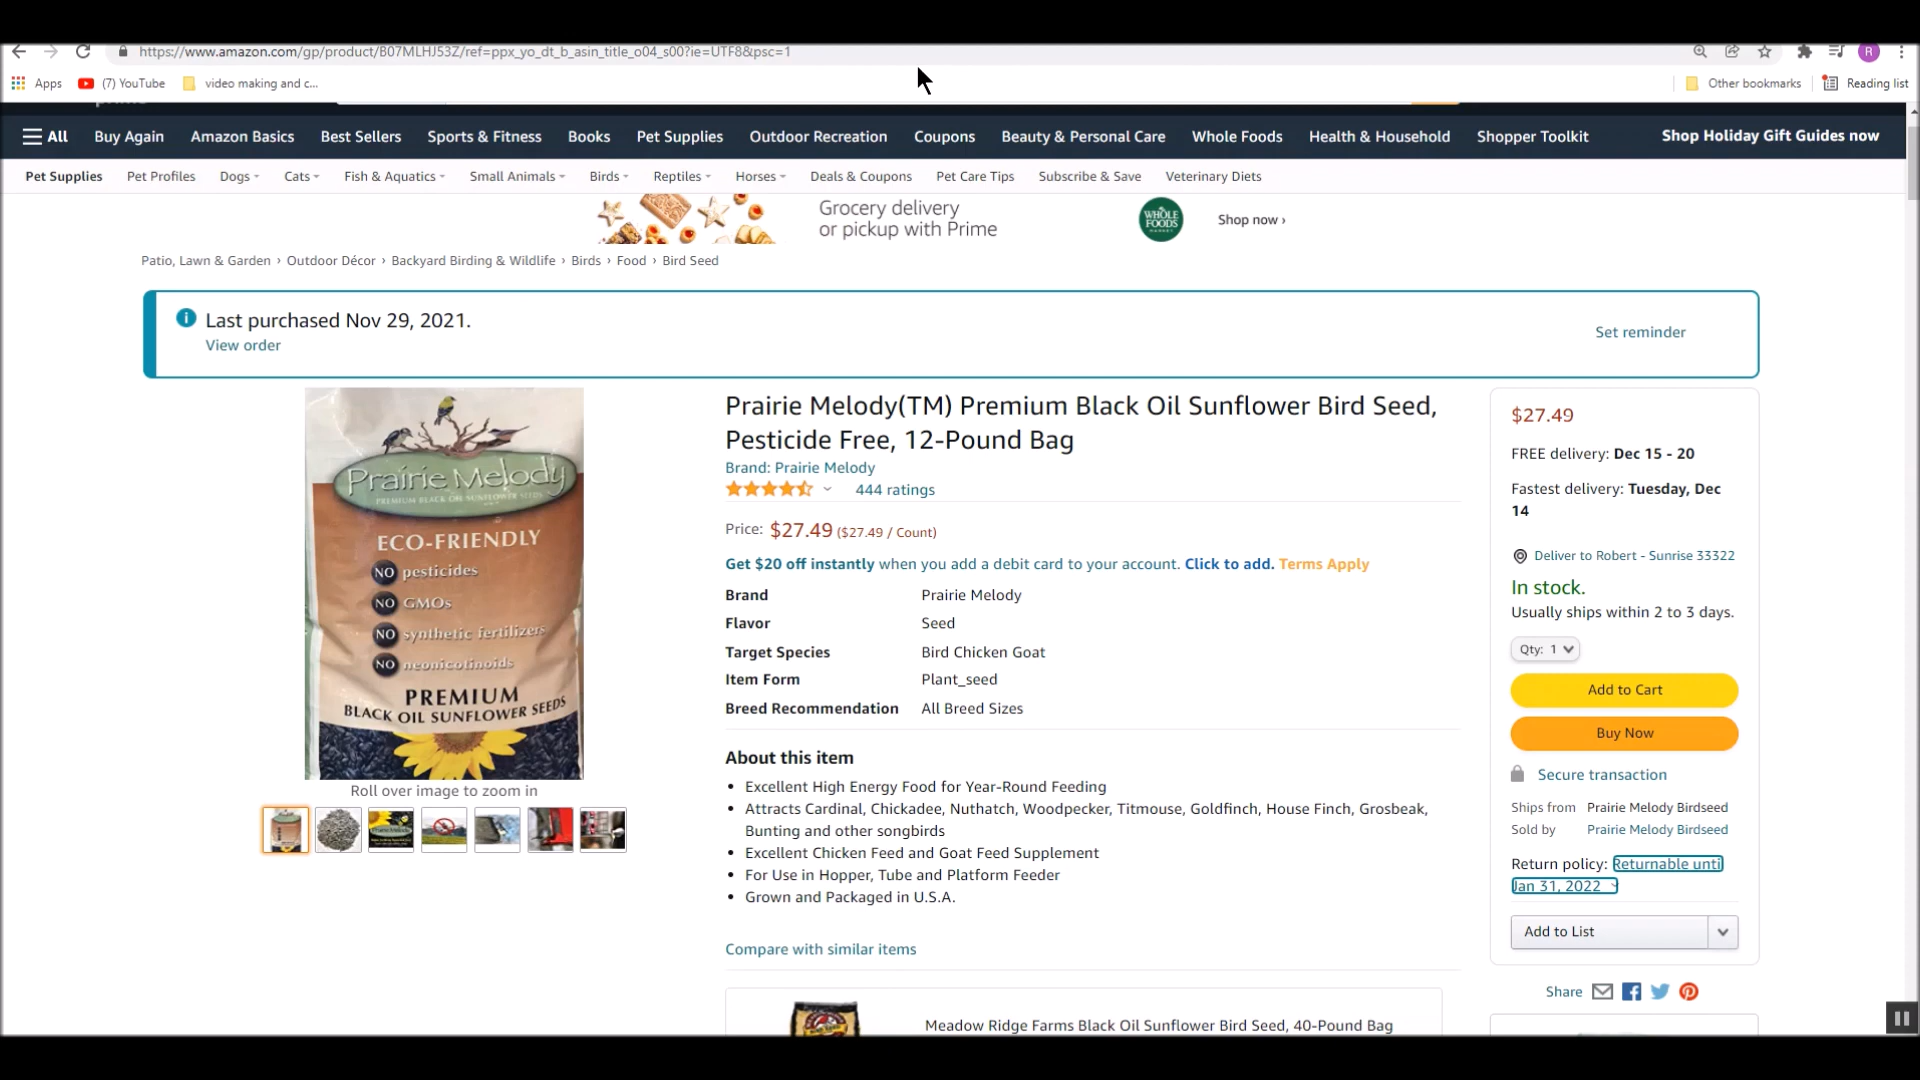 https://www.amazon.com/gp/product/B07MLHJ53Z/ref=ppx_yo_dt_b_asin_title_o04_s00?ie=UTF8&psc=1
R
Apps (7) YouTube video making and c... Other bookmarks Reading list
All Buy Again Amazon Basics Best Sellers Sports & Fitness Books Pet Supplies Outdoor Recreation Coupons Beauty & Personal Care Whole Foods Health & Household Shopper Toolkit Shop Holiday Gift Guides now
Pet Supplies Pet Profiles Dogs Cats Fish & Aquatics Small Animals Birds Reptiles Horses Deals & Coupons Pet Care Tips Subscribe & Save Veterinary Diets
Grocery delivery
or pickup with Prime
WHOLE
FOODS
MARKET
Shop now ›
Patio, Lawn & Garden › Outdoor Décor › Backyard Birding & Wildlife › Birds › Food › Bird Seed
Last purchased Nov 29, 2021.
View order
Set reminder
Prairie Melody
PREMIUM BLACK OIL SUNFLOWER SEEDS
ECO-FRIENDLY
NO pesticides
NO GMOs
NO synthetic fertilizers
NO neonicotinoids
PREMIUM
BLACK OIL SUNFLOWER SEEDS
Roll over image to zoom in
Prairie Melody(TM) Premium Black Oil Sunflower Bird Seed,
Pesticide Free, 12-Pound Bag
Brand: Prairie Melody
444 ratings
Price: $27.49 ($27.49 / Count)
Get $20 off instantly when you add a debit card to your account. Click to add. Terms Apply
Brand Prairie Melody
Flavor Seed
Target Species Bird Chicken Goat
Item Form Plant_seed
Breed Recommendation All Breed Sizes
About this item
• Excellent High Energy Food for Year-Round Feeding
• Attracts Cardinal, Chickadee, Nuthatch, Woodpecker, Titmouse, Goldfinch, House Finch, Grosbeak,
Bunting and other songbirds
• Excellent Chicken Feed and Goat Feed Supplement
• For Use in Hopper, Tube and Platform Feeder
• Grown and Packaged in U.S.A.
Compare with similar items
Meadow Ridge Farms Black Oil Sunflower Bird Seed, 40-Pound Bag
$27.49
FREE delivery: Dec 15 - 20
Fastest delivery: Tuesday, Dec
14
Deliver to Robert - Sunrise 33322
In stock.
Usually ships within 2 to 3 days.
Qty: 1
Add to Cart
Buy Now
Secure transaction
Ships from Prairie Melody Birdseed
Sold by Prairie Melody Birdseed
Return policy: Returnable until
Jan 31, 2022
Add to List
Share